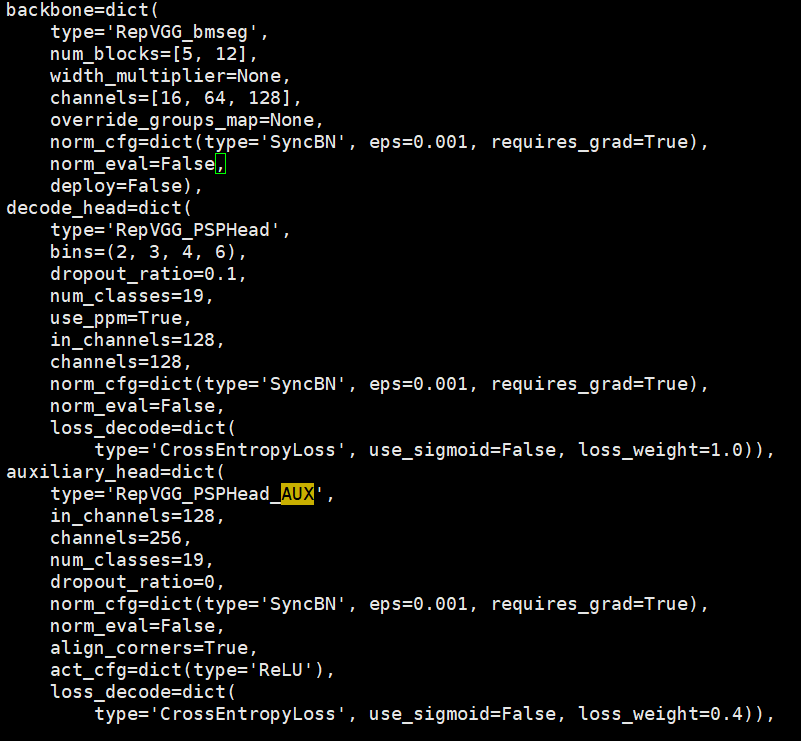 backbone=dict(
    type='RepVGG_bmseg',
    num_blocks=[5, 12],
    width_multiplier=None,
    channels=[16, 64, 128],
    override_groups_map=None,
    norm_cfg=dict(type='SyncBN', eps=0.001, requires_grad=True),
    norm_eval=False,
    deploy=False),
decode_head=dict(
    type='RepVGG_PSPHead',
    bins=(2, 3, 4, 6),
    dropout_ratio=0.1,
    num_classes=19,
    use_ppm=True,
    in_channels=128,
    channels=128,
    norm_cfg=dict(type='SyncBN', eps=0.001, requires_grad=True),
    norm_eval=False,
    loss_decode=dict(
        type='CrossEntropyLoss', use_sigmoid=False, loss_weight=1.0)),
auxiliary_head=dict(
    type='RepVGG_PSPHead_AUX',
    in_channels=128,
    channels=256,
    num_classes=19,
    dropout_ratio=0,
    norm_cfg=dict(type='SyncBN', eps=0.001, requires_grad=True),
    norm_eval=False,
    align_corners=True,
    act_cfg=dict(type='ReLU'),
    loss_decode=dict(
        type='CrossEntropyLoss', use_sigmoid=False, loss_weight=0.4)),